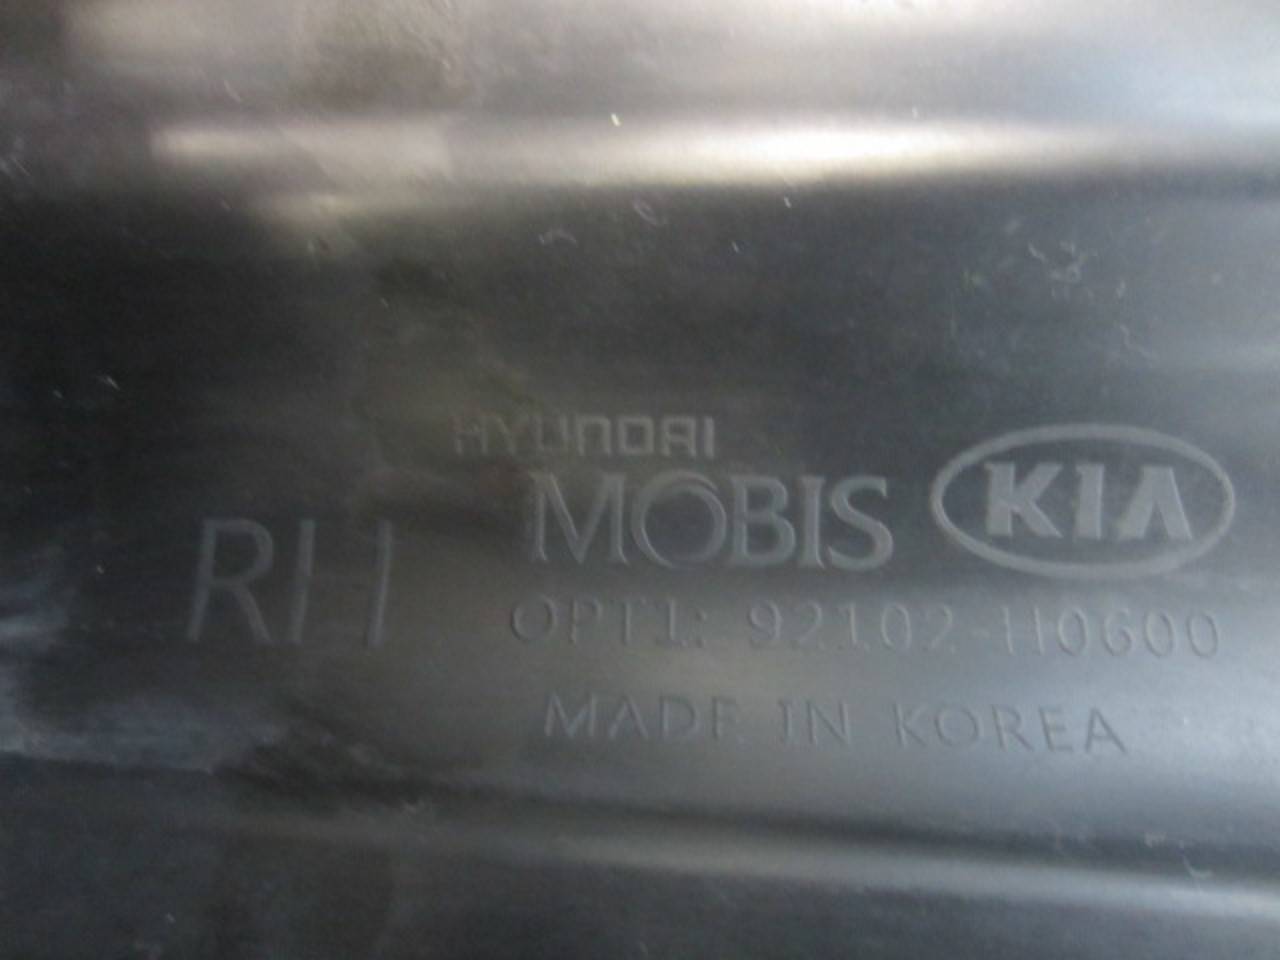 HYUNDAI
MOBIS KIA
RH
OPT1: 92102-H0600
MADE IN KOREA